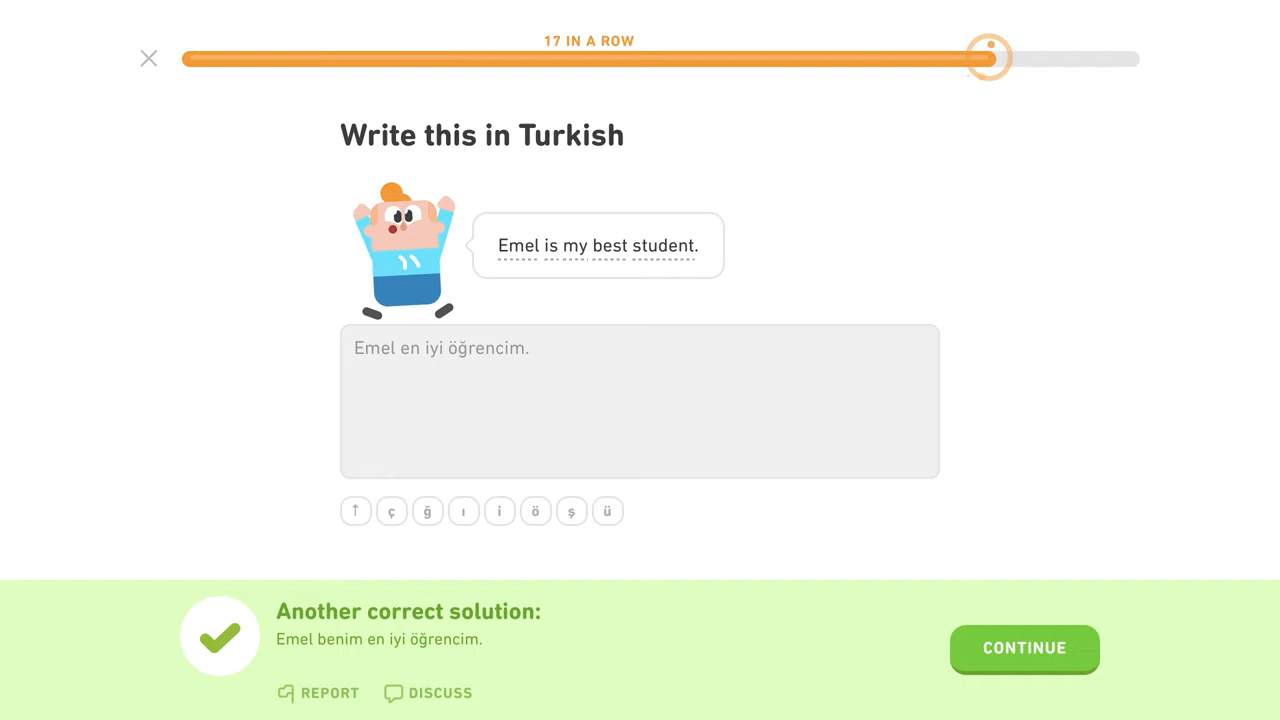 17 IN A ROW
Write this in Turkish
Emel is my best student.
Emel en iyi öğrencim.
↑ ç ğ ı i ö ş ü
Another correct solution:
Emel benim en iyi öğrencim.
CONTINUE
REPORT DISCUSS